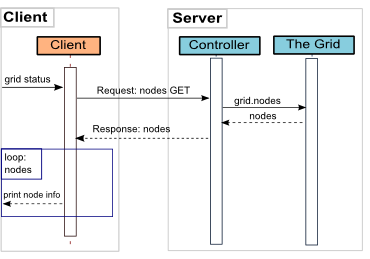 Client
Server
Client
Controller
The Grid
grid status
Request: nodes GET
grid.nodes
nodes
Response: nodes
loop:
nodes
print node info